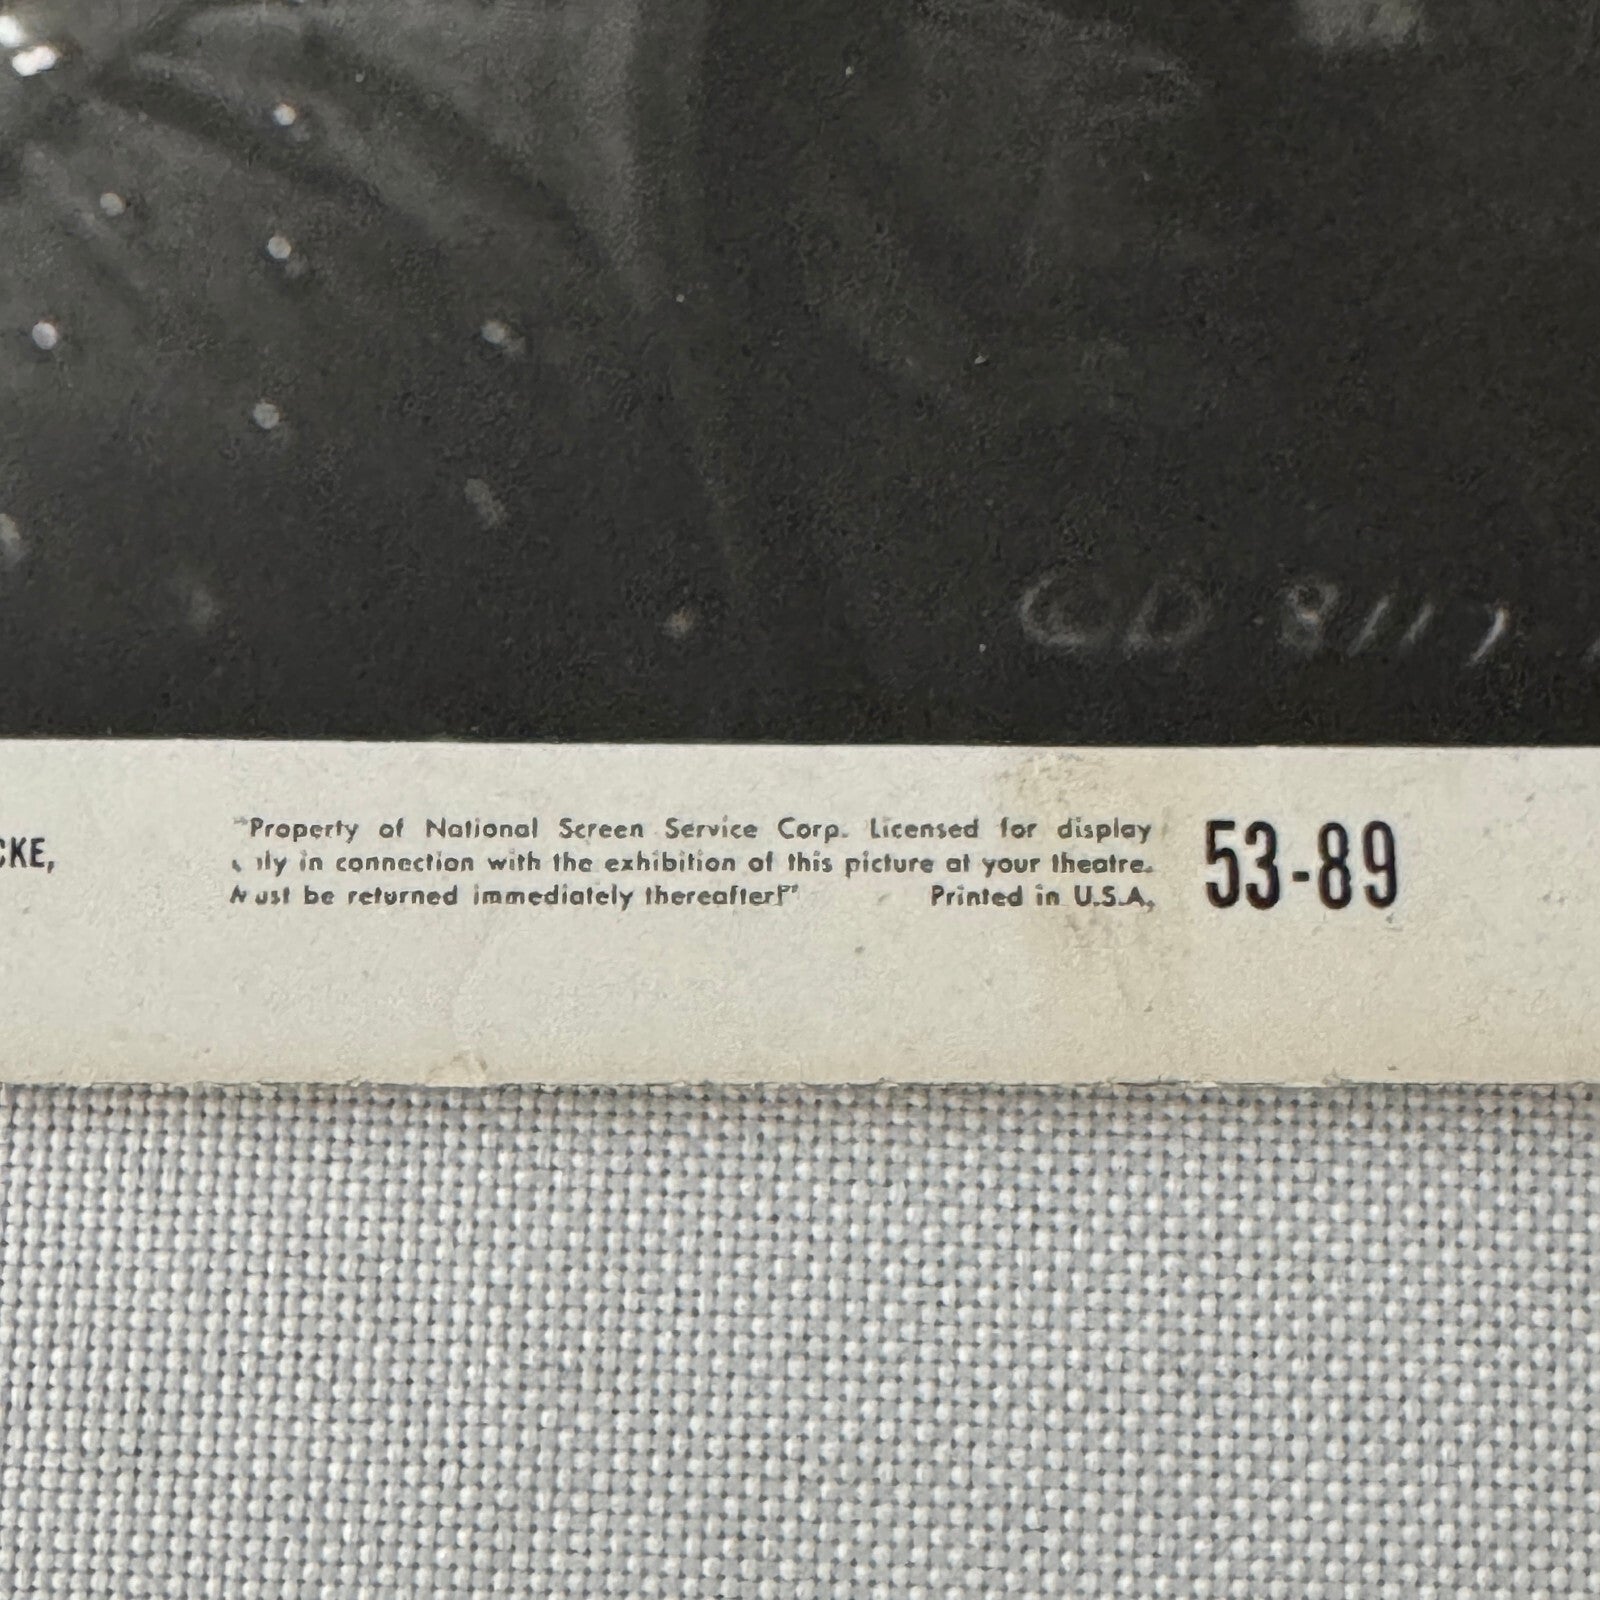 CD 8117
CKE,
"Property of National Screen Service Corp. Licensed for display
nly in connection with the exhibition of this picture at your theatre.
Must be returned immediately thereafter!" Printed in U.S.A.
53-89